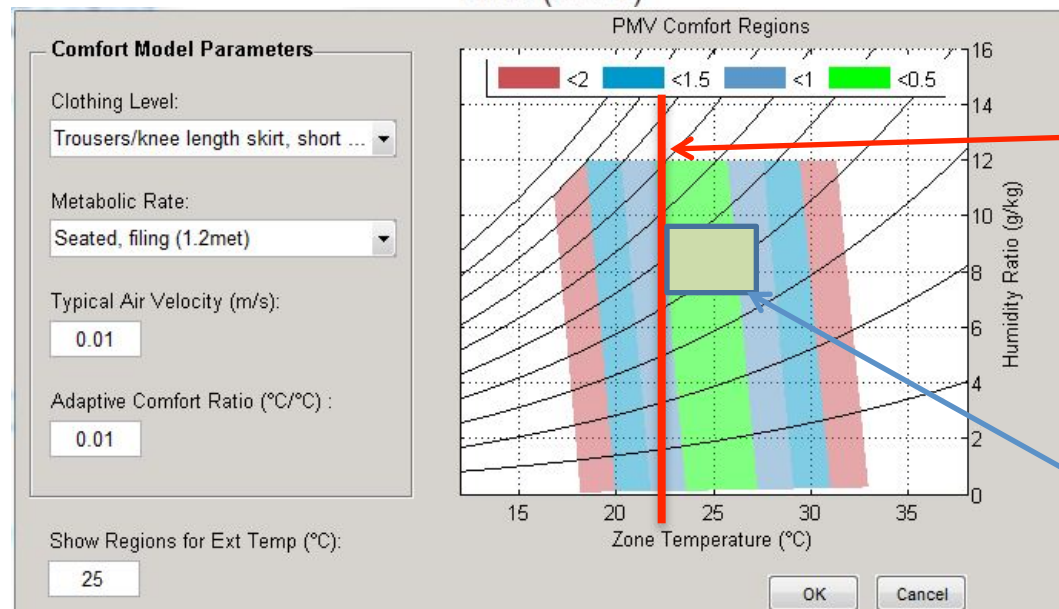 Comfort Model Parameters
Clothing Level:
Trousers/knee length skirt, short ...
Metabolic Rate:
Seated, filing (1.2met)
Typical Air Velocity (m/s):
0.01
Adaptive Comfort Ratio (°C/°C) :
0.01
Show Regions for Ext Temp (°C):
25
PMV Comfort Regions
<2 <1.5 <1 <0.5
16
14
12
10
8
6
4
2
0
Humidity Ratio (g/kg)
15 20 25 30 35
Zone Temperature (°C)
OK Cancel